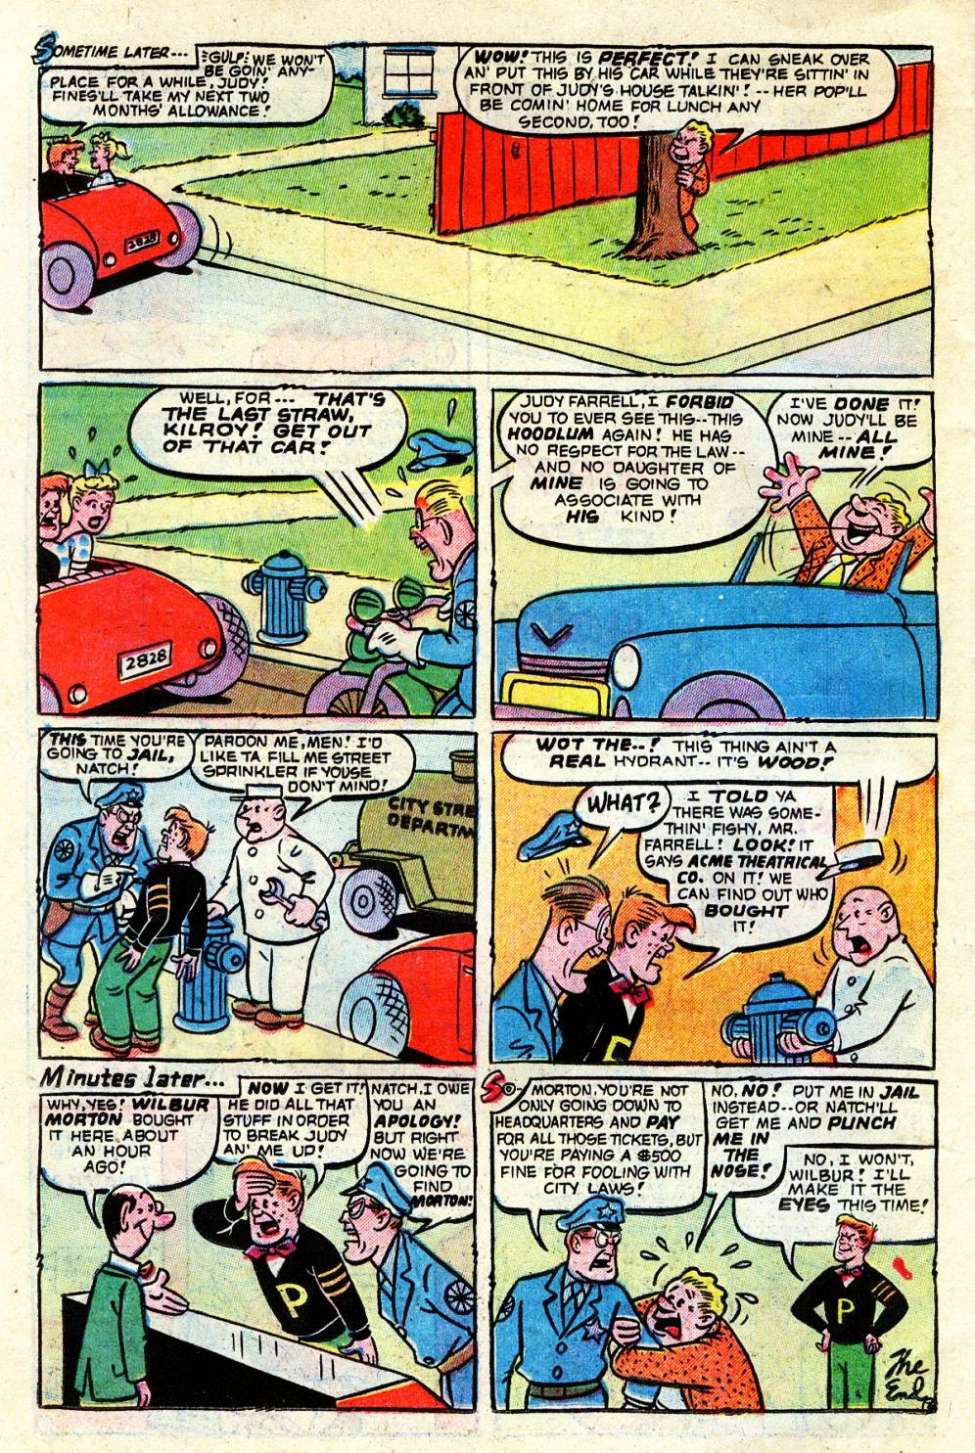 SOMETIME LATER...
:GULP: WE WON'T
BE GOIN' ANY-
PLACE FOR A WHILE, JUDY!
FINES'LL TAKE MY NEXT TWO
MONTHS' ALLOWANCE!
WOW! THIS IS PERFECT! I CAN SNEAK OVER
AN' PUT THIS BY HIS CAR WHILE THEY'RE SITTIN' IN
FRONT OF JUDY'S HOUSE TALKIN'! -- HER POP'LL
BE COMIN' HOME FOR LUNCH ANY
SECOND, TOO!
2828
WELL, FOR --- THAT'S
THE LAST STRAW,
KILROY! GET OUT
OF THAT CAR!
2828
JUDY FARRELL, I FORBID
YOU TO EVER SEE THIS--THIS
HOODLUM AGAIN! HE HAS
NO RESPECT FOR THE LAW--
AND NO DAUGHTER OF
MINE IS GOING TO
ASSOCIATE WITH
HIS KIND!
I'VE DONE IT!
NOW JUDY'LL BE
MINE -- ALL
MINE!
THIS TIME YOU'RE
GOING TO JAIL,
NATCH!
PARDON ME, MEN! I'D
LIKE TA FILL ME STREET
SPRINKLER IF YOUSE
DON'T MIND!
CITY STRE
DEPARTM
WOT THE--! THIS THING AIN'T A
REAL HYDRANT-- IT'S WOOD!
WHAT?
I TOLD YA
THERE WAS SOME-
THIN' FISHY, MR.
FARRELL! LOOK! IT
SAYS ACME THEATRICAL
CO. ON IT! WE
CAN FIND OUT WHO
BOUGHT
IT!
P
Minutes later...
WHY, YES! WILBUR
MORTON BOUGHT
IT HERE ABOUT
AN HOUR
AGO!
NOW I GET IT!
HE DID ALL THAT
STUFF IN ORDER
TO BREAK JUDY
AN' ME UP!
NATCH, I OWE
YOU AN
APOLOGY!
BUT RIGHT
NOW WE'RE
GOING TO
FIND
MORTON!
P
SO-
MORTON, YOU'RE NOT
ONLY GOING DOWN TO
HEADQUARTERS AND PAY
FOR ALL THOSE TICKETS, BUT
YOU'RE PAYING A $500
FINE FOR FOOLING WITH
CITY LAWS!
NO, NO! PUT ME IN JAIL
INSTEAD--OR NATCH'LL
GET ME AND PUNCH
ME IN
THE
NOSE!
NO, I WON'T,
WILBUR! I'LL
MAKE IT THE
EYES THIS TIME!
P
The
End